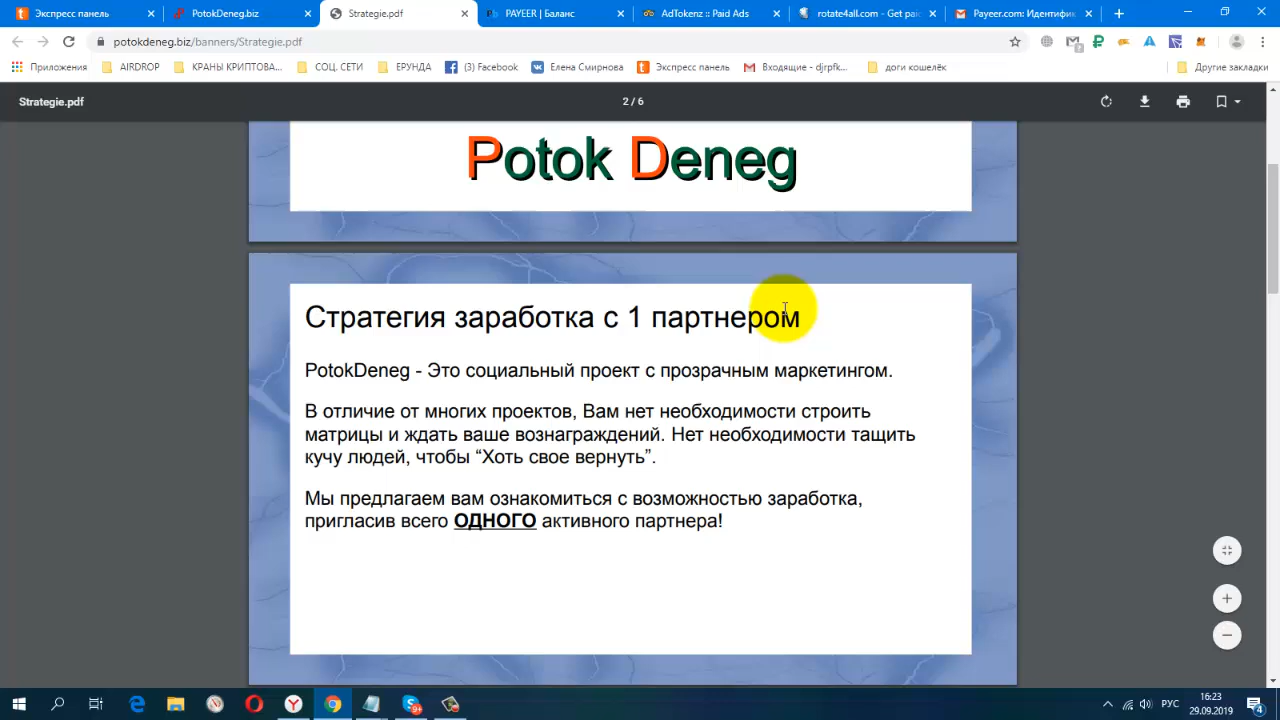 Экспресс панель
PotokDeneg.biz
Strategie.pdf
PAYEER | Баланс
AdTokenz :: Paid Ads
rotate4all.com - Get paic
Payeer.com: Идентифик
potokdeneg.biz/banners/Strategie.pdf
Приложения
AIRDROP
КРАНЫ КРИПТОВА...
СОЦ. СЕТИ
ЕРУНДА
(3) Facebook
Елена Смирнова
Экспресс панель
Входящие - djrpfk...
доги кошелёк
Другие закладки
Strategie.pdf
2 / 6
Potok Deneg
Стратегия заработка с 1 партнером
PotokDeneg - Это социальный проект с прозрачным маркетингом.
В отличие от многих проектов, Вам нет необходимости строить
матрицы и ждать ваше вознаграждений. Нет необходимости тащить
кучу людей, чтобы “Хоть свое вернуть”.
Мы предлагаем вам ознакомиться с возможностью заработка,
пригласив всего ОДНОГО активного партнера!
РУС
16:23
29.09.2019